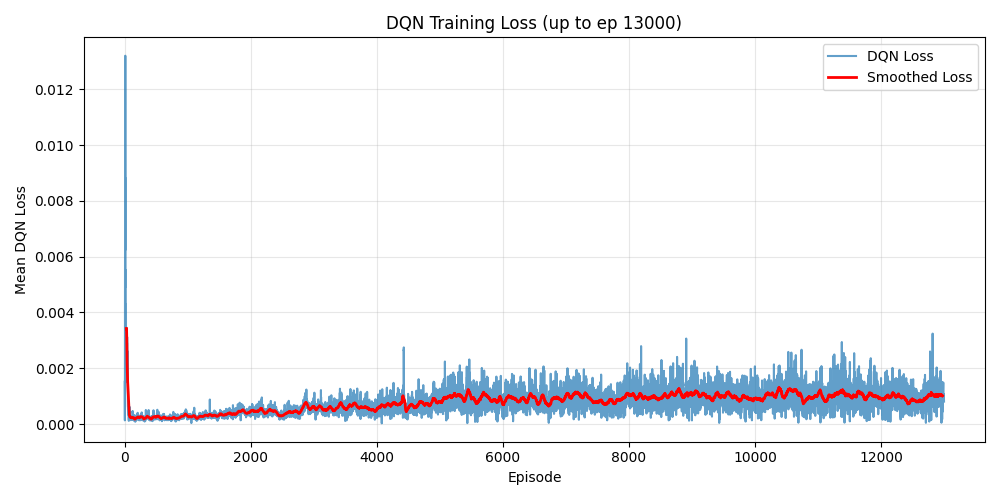 DQN Training Loss (up to ep 13000)
DQN Loss
Smoothed Loss
Mean DQN Loss
0.012
0.010
0.008
0.006
0.004
0.002
0.000
0 2000 4000 6000 8000 10000 12000
Episode